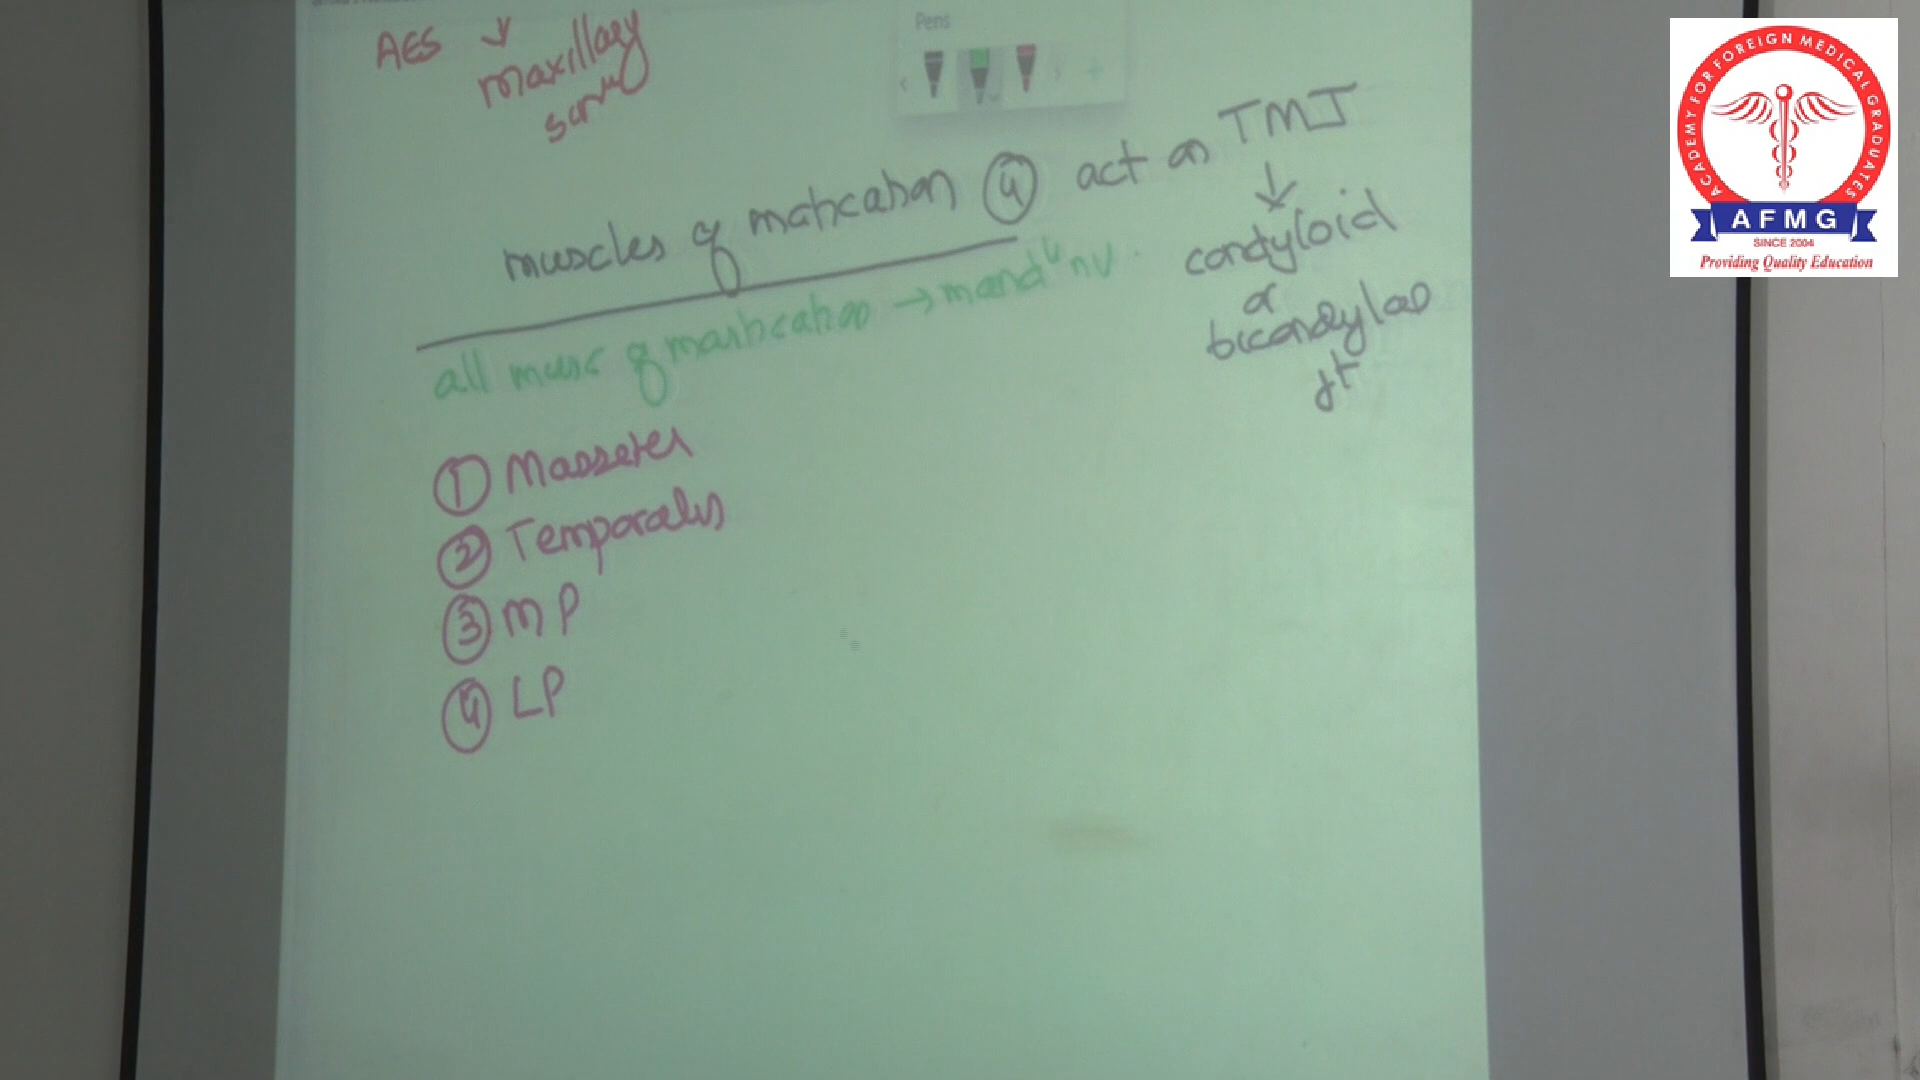 AES ↓
maxillary
Pens
muscles of mastication ④ act on TMJ
↓
condyloid
or
bicondylar
jt
all musc of mastication → mand nv
① Masseter
② Temporalis
③ MP
④ LP
ACADEMY FOR FOREIGN MEDICAL GRADUATES
AFMG
SINCE 2004
Providing Quality Education